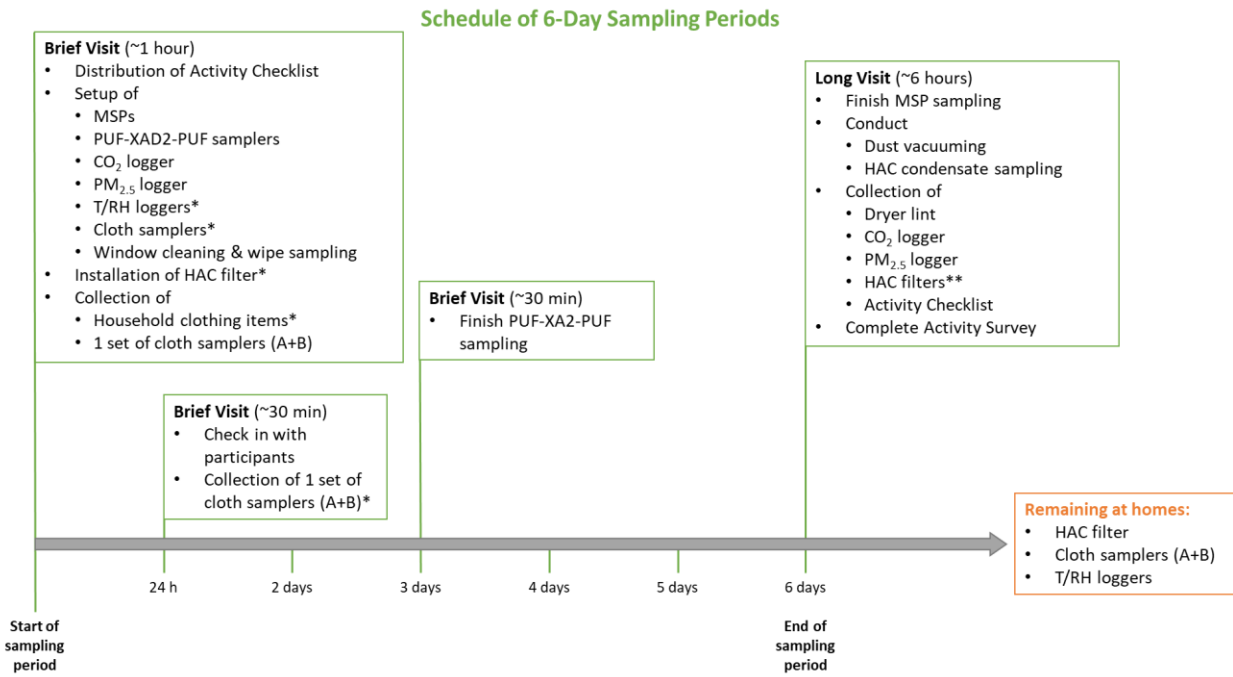 Schedule of 6-Day Sampling Periods
Brief Visit (~1 hour)
• Distribution of Activity Checklist
• Setup of
• MSPs
• PUF-XAD2-PUF samplers
• CO₂ logger
• PM₂.₅ logger
• T/RH loggers*
• Cloth samplers*
• Window cleaning & wipe sampling
• Installation of HAC filter*
• Collection of
• Household clothing items*
• 1 set of cloth samplers (A+B)
Brief Visit (~30 min)
• Check in with
participants
• Collection of 1 set of
cloth samplers (A+B)*
Brief Visit (~30 min)
• Finish PUF-XA2-PUF
sampling
Long Visit (~6 hours)
• Finish MSP sampling
• Conduct
• Dust vacuuming
• HAC condensate sampling
• Collection of
• Dryer lint
• CO₂ logger
• PM₂.₅ logger
• HAC filters**
• Activity Checklist
• Complete Activity Survey
Remaining at homes:
• HAC filter
• Cloth samplers (A+B)
• T/RH loggers
24 h
2 days
3 days
4 days
5 days
6 days
Start of
sampling
period
End of
sampling
period